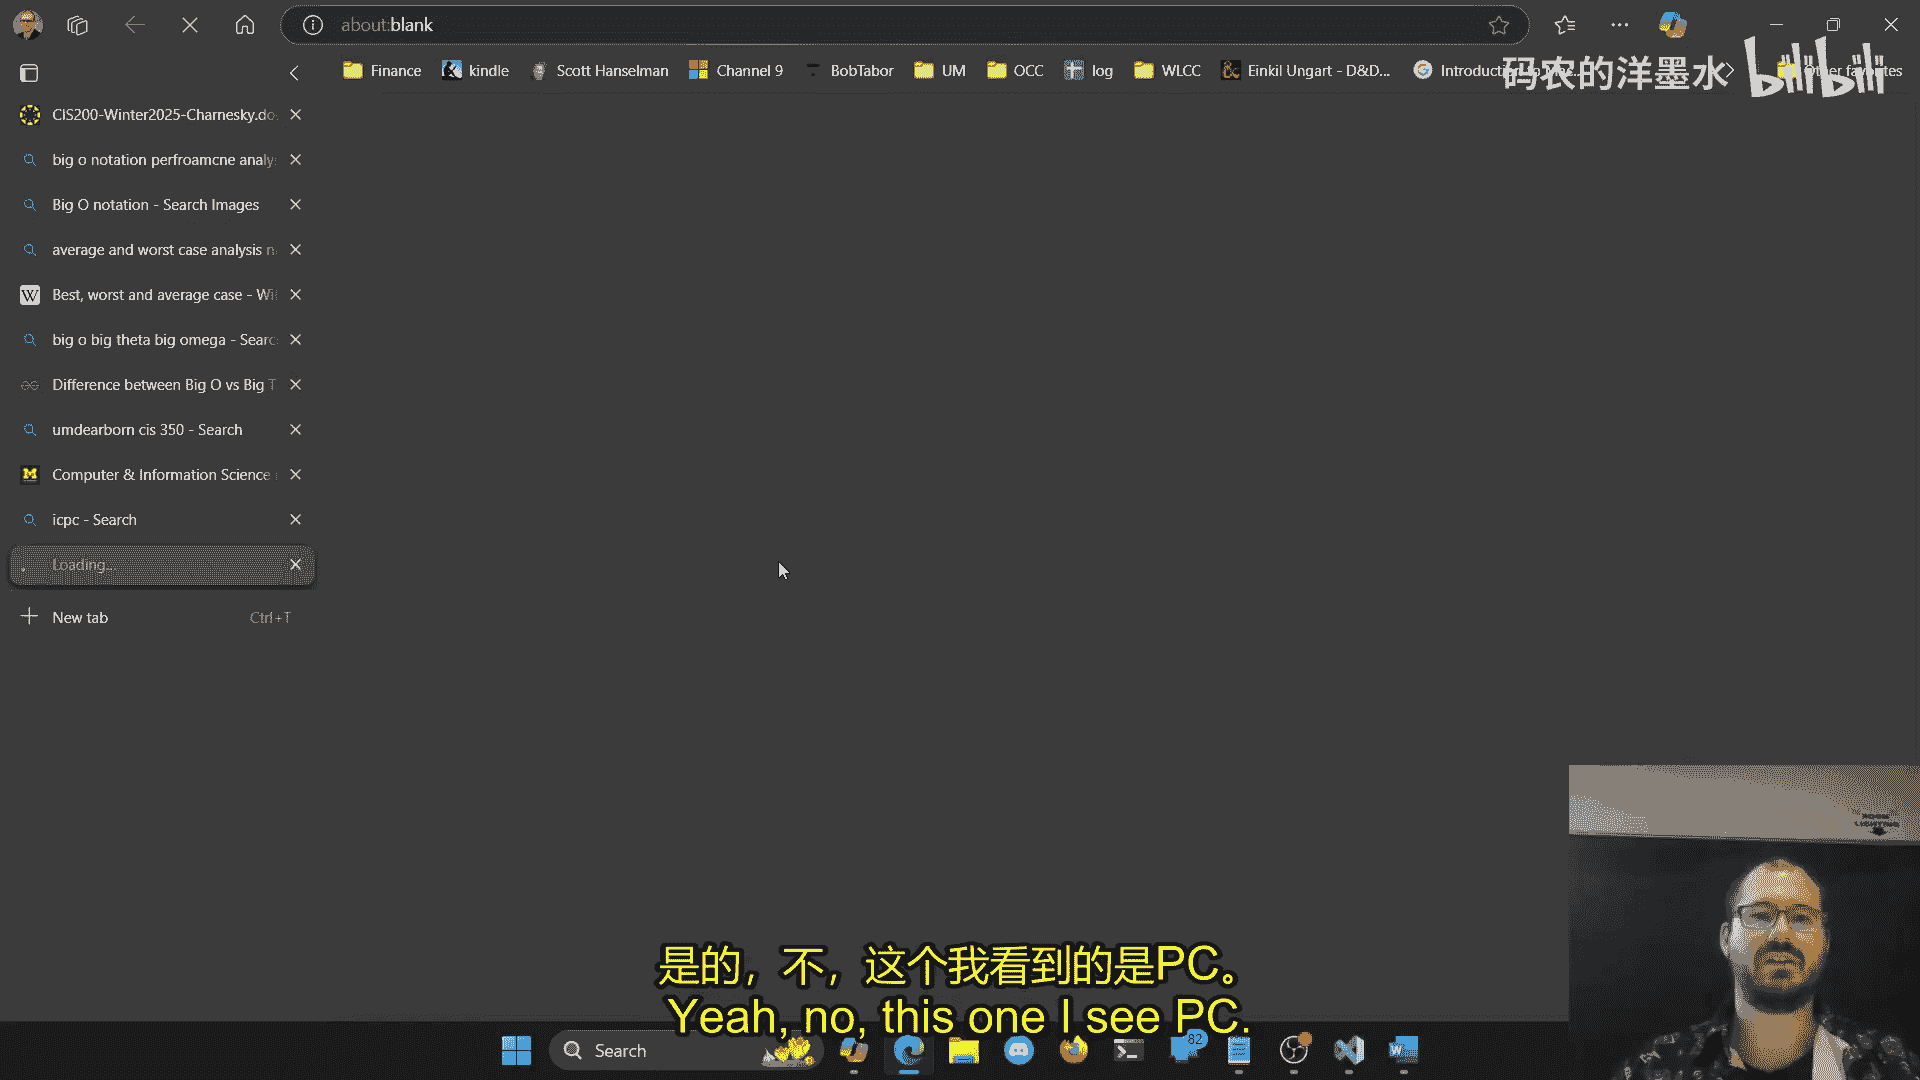 about:blank
Finance
kindle
Scott Hanselman
Channel 9
BobTabor
UM
OCC
log
WLCC
Einkil Ungart - D&D...
Other favorites
码农的洋墨水
bilibili
CIS200-Winter2025-Charnesky.do
big o notation perfroamcne analy
Big O notation - Search Images
average and worst case analysis n
Best, worst and average case - Wi
big o big theta big omega - Searc
Difference between Big O vs Big T
umdearborn cis 350 - Search
Computer & Information Science
icpc - Search
Loading...
New tab Ctrl+T
是的，不，这个我看到的是PC。
Yeah, no, this one I see PC.
Search
82